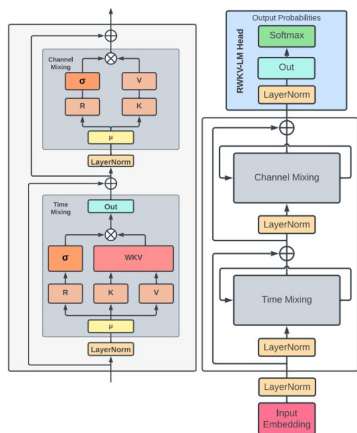 Channel
Mixing
σ
V
R
K
μ
LayerNorm
Out
Time
Mixing
σ
WKV
R
K
V
μ
LayerNorm
RWKV-LM Head
Output Probabilities
Softmax
Out
LayerNorm
Channel Mixing
LayerNorm
Time Mixing
LayerNorm
LayerNorm
Input
Embedding